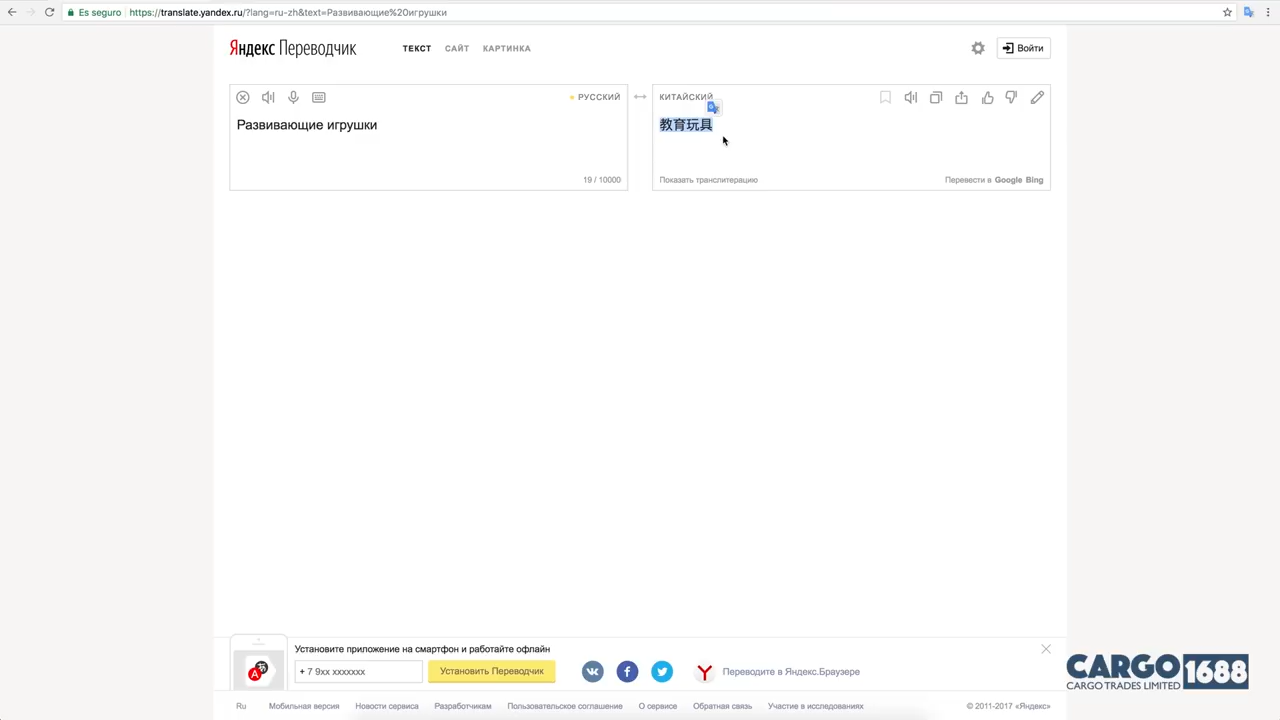 Es seguro https://translate.yandex.ru/?lang=ru-zh&text=Развивающие%20игрушки
Яндекс Переводчик
ТЕКСТ САЙТ КАРТИНКА
Войти
РУССКИЙ
КИТАЙСКИЙ
Развивающие игрушки
教育玩具
19 / 10000
Показать транслитерацию
Перевести в Google Bing
Установите приложение на смартфон и работайте офлайн
+ 7 9xx xxxxxxx
Установить Переводчик
Переводите в Яндекс.Браузере
CARGO 1688
CARGO TRADES LIMITED
Ru Мобильная версия Новости сервиса Разработчикам Пользовательское соглашение О сервисе Обратная связь Участие в исследованиях © 2011-2017 «Яндекс»